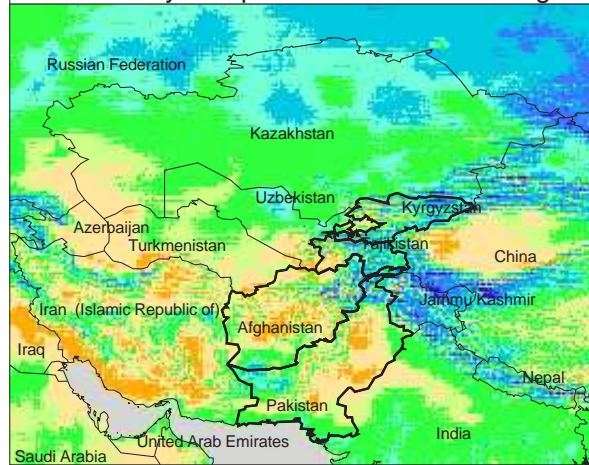 Russian Federation
Kazakhstan
Uzbekistan
Kyrgyzstan
Azerbaijan
Turkmenistan
Tajikistan
China
Iran (Islamic Republic of)
Jammu Kashmir
Afghanistan
Iraq
Nepal
Pakistan
United Arab Emirates
India
Saudi Arabia